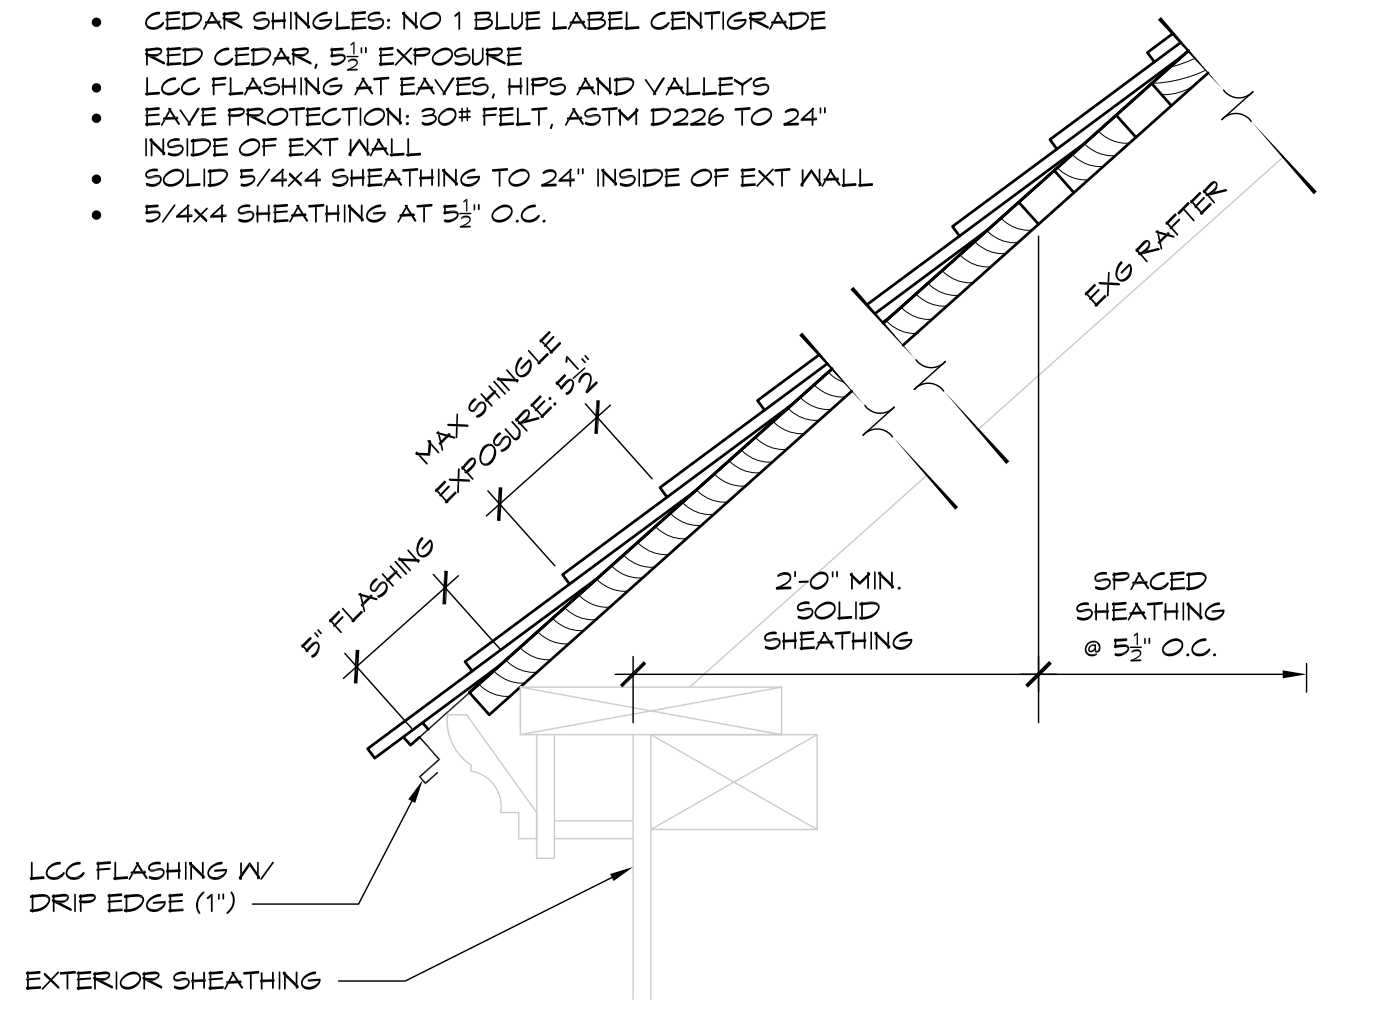 • CEDAR SHINGLES: NO 1 BLUE LABEL CENTIGRADE
RED CEDAR, 5½" EXPOSURE
• LCC FLASHING AT EAVES, HIPS AND VALLEYS
• EAVE PROTECTION: 30# FELT, ASTM D226 TO 24"
INSIDE OF EXT WALL
• SOLID 5/4x4 SHEATHING TO 24" INSIDE OF EXT WALL
• 5/4x4 SHEATHING AT 5½" O.C.
EXG RAFTER
MAX SHINGLE
EXPOSURE: 5½"
5" FLASHING
2'-0" MIN.
SOLID
SHEATHING
SPACED
SHEATHING
@ 5½" O.C.
LCC FLASHING W/
DRIP EDGE (1")
EXTERIOR SHEATHING